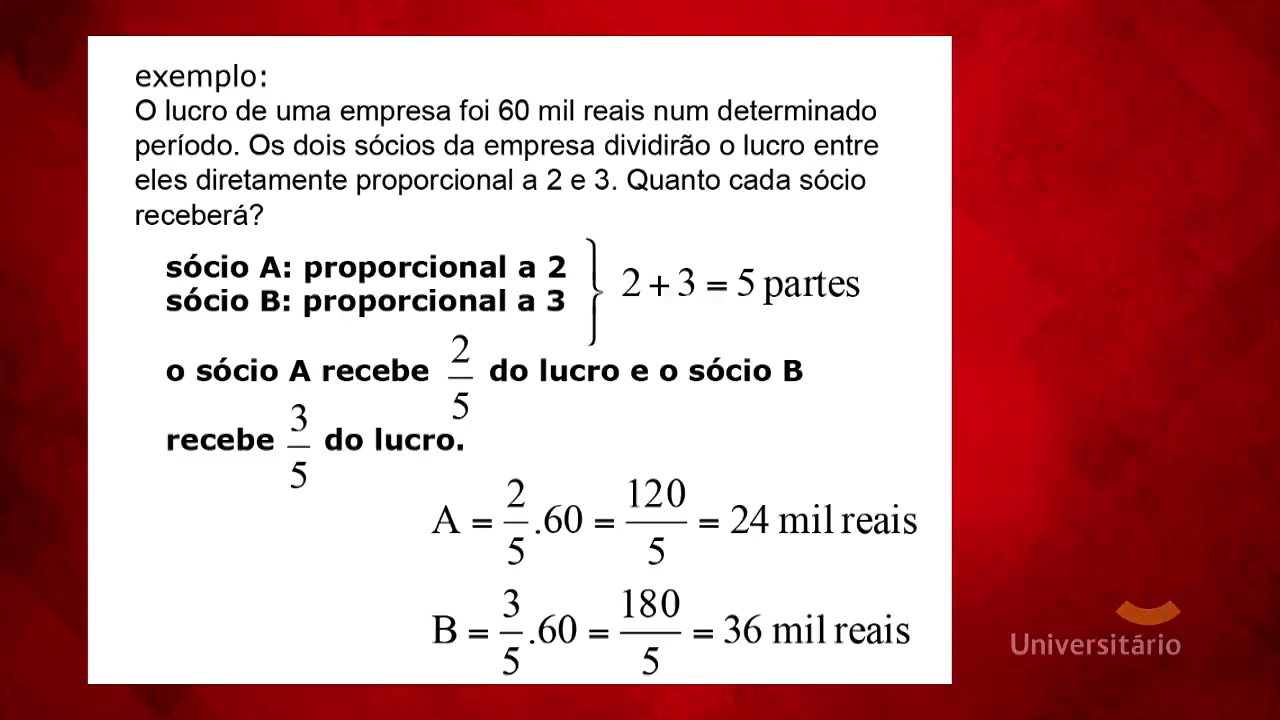 exemplo:
O lucro de uma empresa foi 60 mil reais num determinado
período. Os dois sócios da empresa dividirão o lucro entre
eles diretamente proporcional a 2 e 3. Quanto cada sócio
receberá?
sócio A: proporcional a 2
sócio B: proporcional a 3
} 2 + 3 = 5 partes
o sócio A recebe 2/5 do lucro e o sócio B
recebe 3/5 do lucro.
A = 2/5 .60 = 120/5 = 24 mil reais
B = 3/5 .60 = 180/5 = 36 mil reais
Universitário